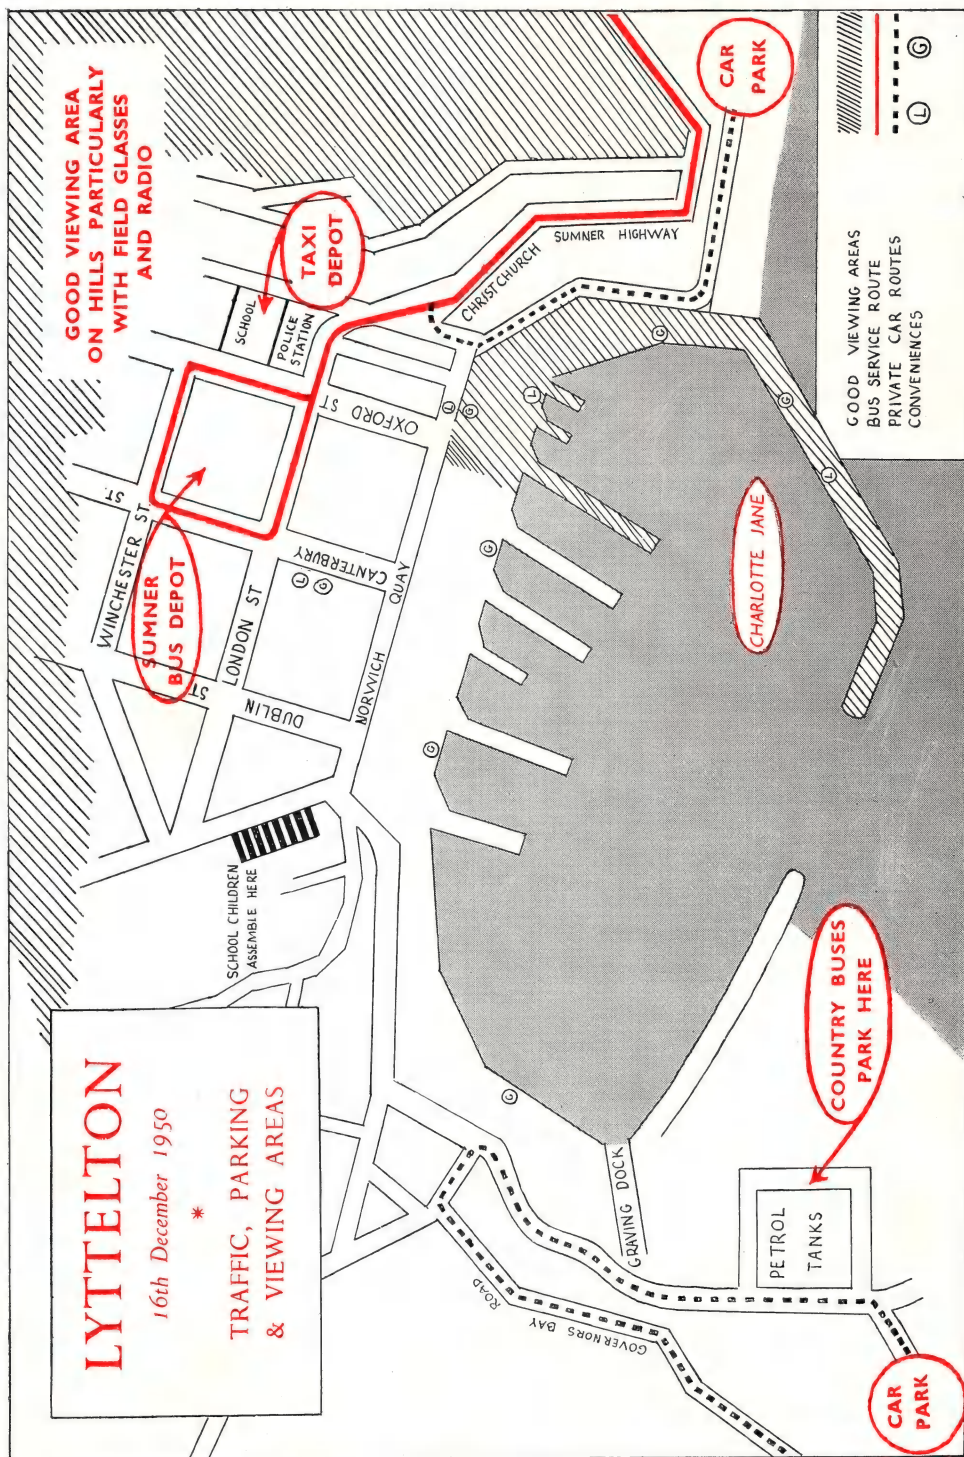 LYTTELTON
16th December 1950
*
TRAFFIC, PARKING
& VIEWING AREAS
GOOD VIEWING AREA
ON HILLS PARTICULARLY
WITH FIELD GLASSES
AND RADIO
TAXI
DEPOT
SCHOOL
POLICE
STATION
SUMNER
BUS DEPOT
WINCHESTER ST.
ST.
LONDON ST
ST
DUBLIN
CANTERBURY
OXFORD ST
NORWICH QUAY
L
G
CHRISTCHURCH
SUMNER HIGHWAY
CAR
PARK
SCHOOL CHILDREN
ASSEMBLE HERE
L
G
L
G
G
L
G
G
G
G
G
CHARLOTTE JANE
GRAVING DOCK
GOVERNORS BAY
ROAD
PETROL
TANKS
COUNTRY BUSES
PARK HERE
CAR
PARK
GOOD VIEWING AREAS
BUS SERVICE ROUTE
PRIVATE CAR ROUTES
CONVENIENCES L G